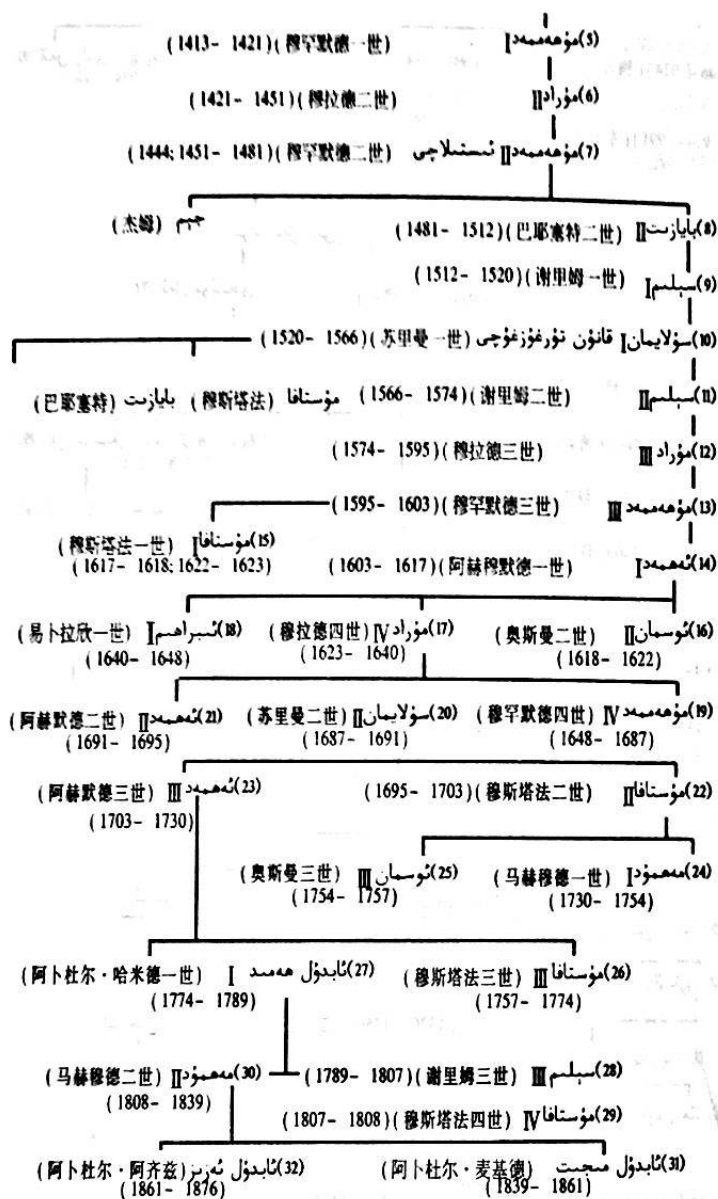 (5)مۇھەممەد I (穆罕默德一世)(1413- 1421)
(6)مۇراد II (穆拉德二世)(1421- 1451)
(7)مۇھەممەد II ئىستىلاچى (穆罕默德二世)(1444; 1451- 1481)
(8)بايازىت II (巴耶塞特二世)(1481- 1512) جېم (杰姆)
(9)سېلىم I (谢里姆一世)(1512- 1520)
(10)سۇلايمان I قانۇن تۇرغۇزغۇچى (苏里曼一世)(1520- 1566)
(11)سېلىم II (谢里姆二世)(1566- 1574) مۇستافا (穆斯塔法) بايازىت (巴耶塞特)
(12)مۇراد III (穆拉德三世)(1574- 1595)
(13)مۇھەممەد III (穆罕默德三世)(1595- 1603)
(15)مۇستافا I (穆斯塔法一世)
(1617- 1618; 1622- 1623)
(14)ئەھمەد I (阿赫穆默德一世)(1603- 1617)
(16)ئوسمان II (奥斯曼二世) (17)مۇراد IV (穆拉德四世) (18)ئىبراھىم I (易卜拉欣一世)
(1618- 1622) (1623- 1640) (1640- 1648)
(19)مۇھەممەد IV (穆罕默德四世) (20)سۇلايمان II (苏里曼二世) (21)ئەھمەد II (阿赫默德二世)
(1648- 1687) (1687- 1691) (1691- 1695)
(22)مۇستافا II (穆斯塔法二世)(1695- 1703) (23)ئەھمەد III (阿赫默德三世)
(1703- 1730)
(24)مەھمۇد I (马赫穆德一世) (25)ئوسمان III (奥斯曼三世)
(1730- 1754) (1754- 1757)
(26)مۇستافا III (穆斯塔法三世) (27)ئابدۇل ھەمىد I (阿卜杜尔·哈米德一世)
(1757- 1774) (1774- 1789)
(28)سېلىم III (谢里姆三世)(1789- 1807) (30)مەھمۇد II (马赫穆德二世)
(1808- 1839)
(29)مۇستافا IV (穆斯塔法四世)(1807- 1808)
(31)ئابدۇل مىجىت (阿卜杜尔·麦基德) (32)ئابدۇل ئەزىز (阿卜杜尔·阿齐兹)
(1839- 1861) (1861- 1876)